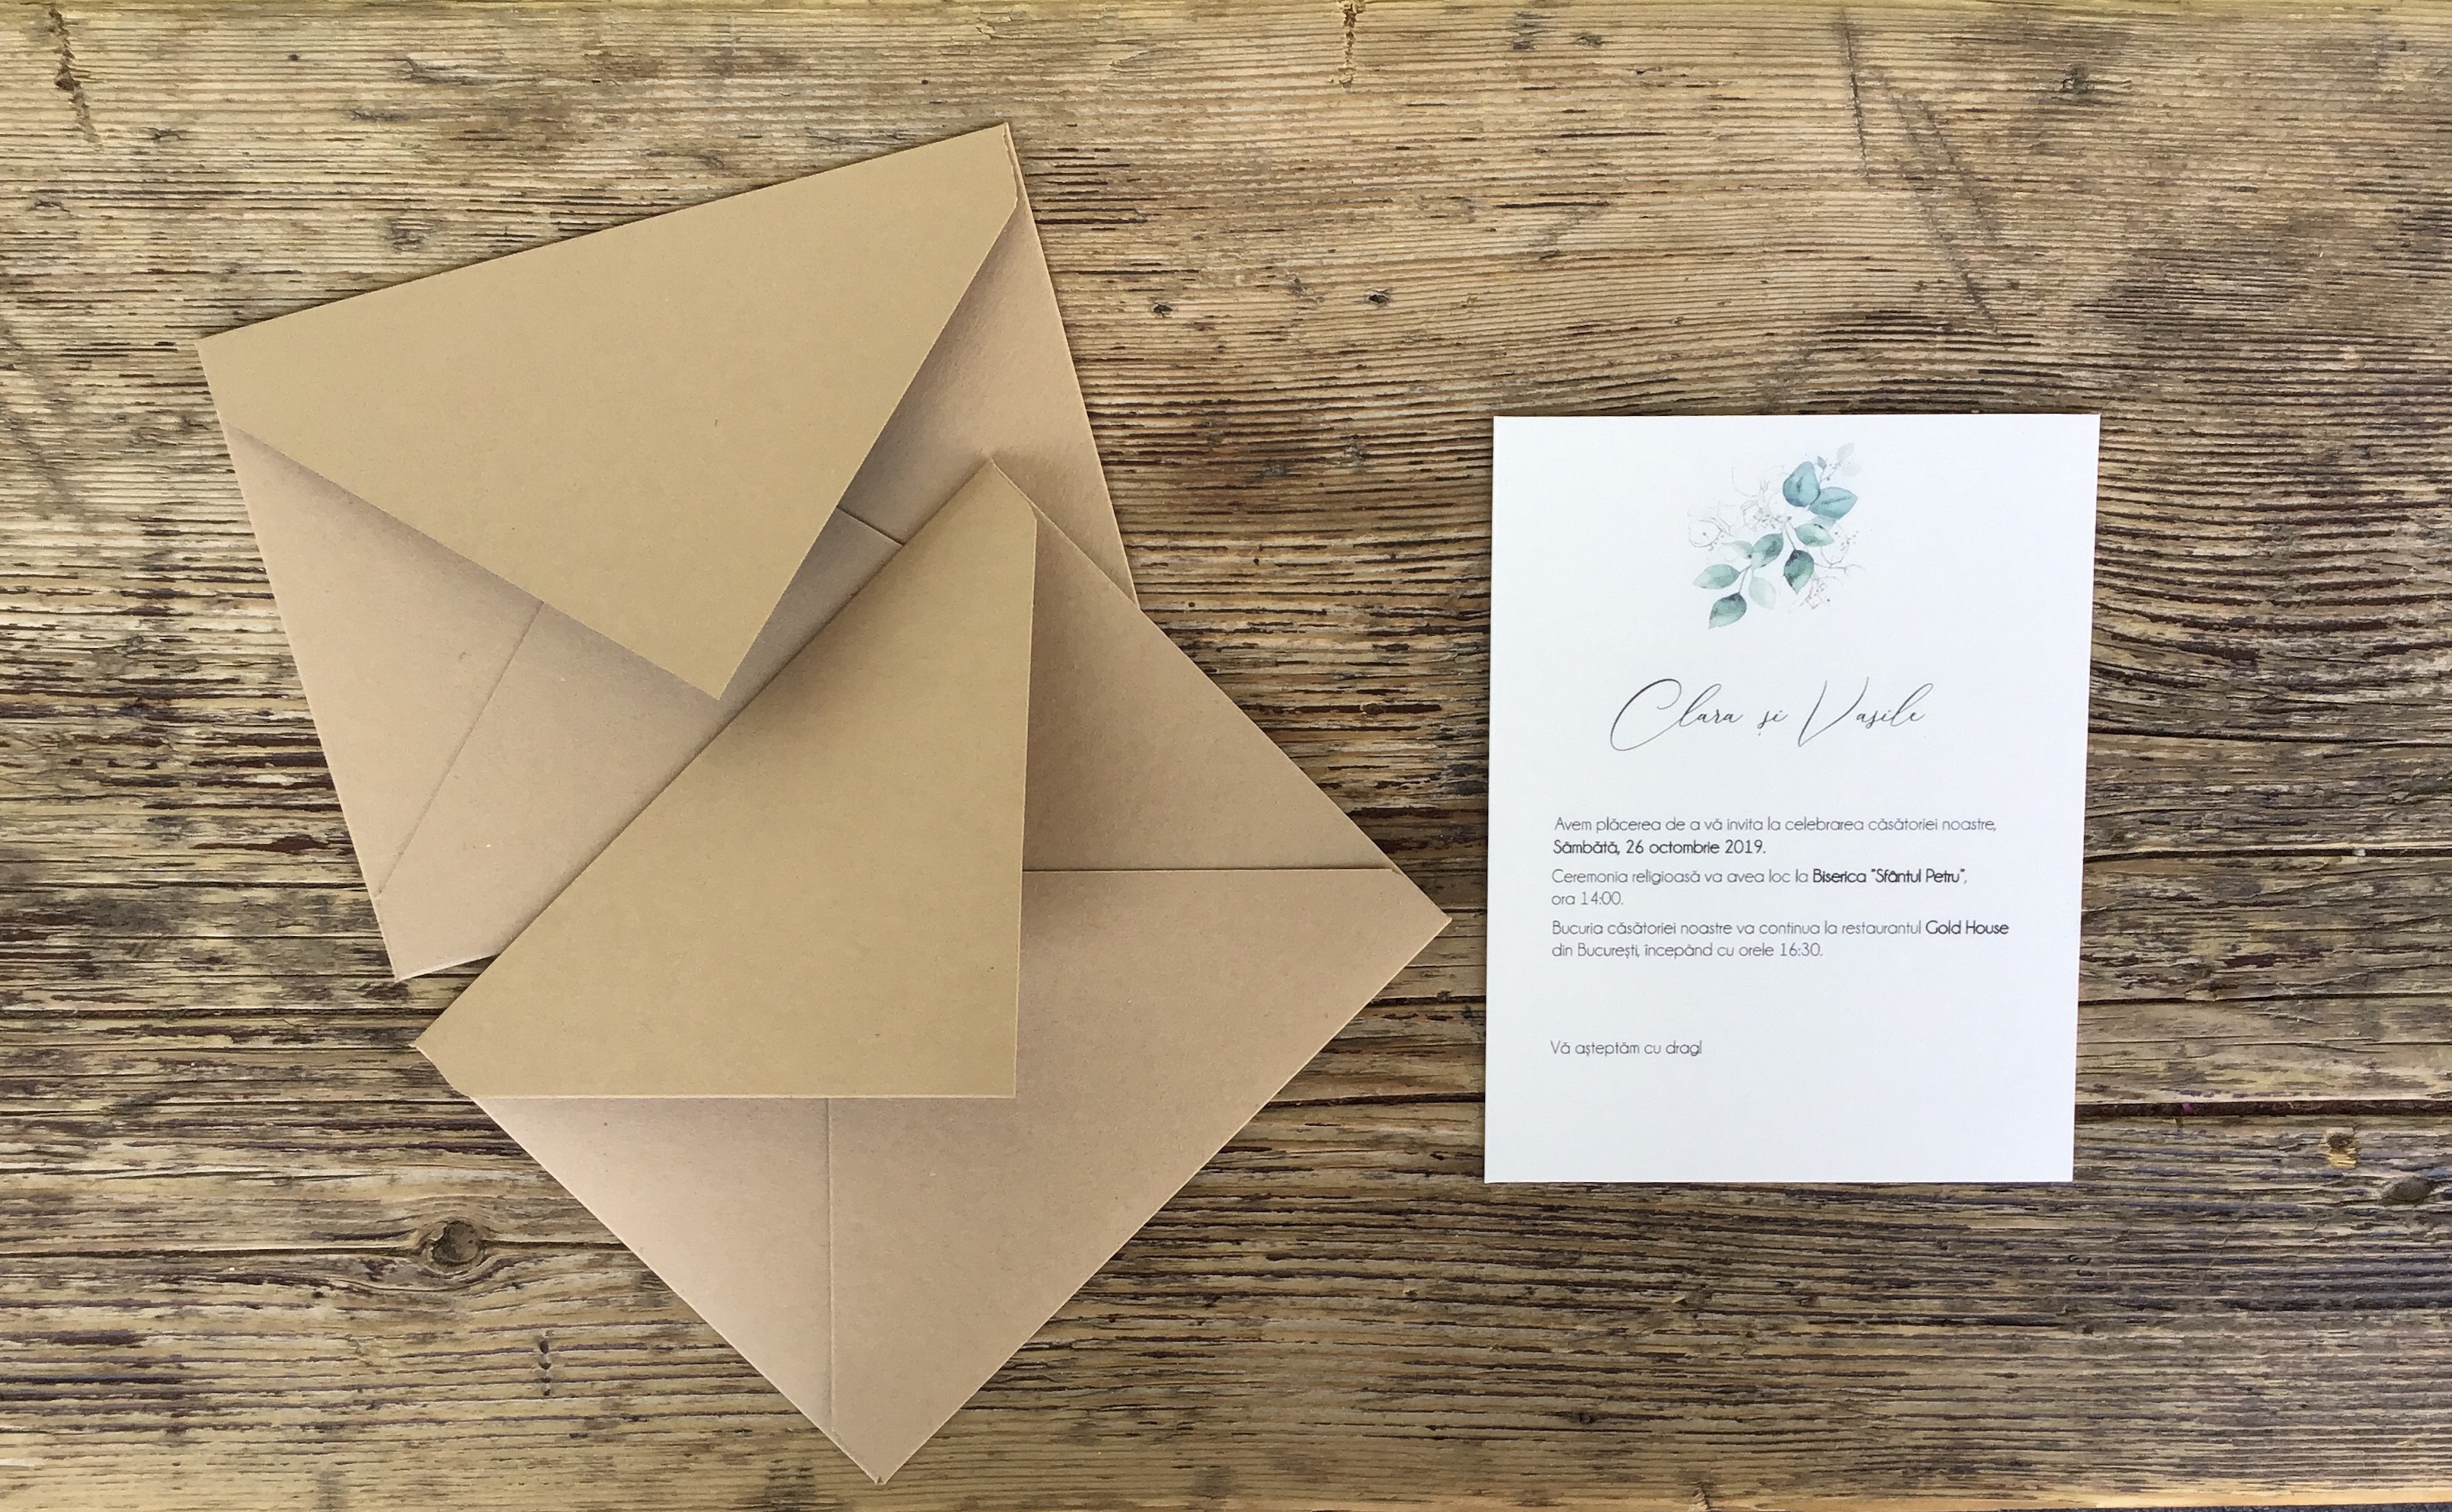 Clara și Vasile
Avem plăcerea de a vă invita la celebrarea căsătoriei noastre,
Sâmbătă, 26 octombrie 2019.
Ceremonia religioasă va avea loc la Biserica "Sfântul Petru",
ora 14:00.
Bucuria căsătoriei noastre va continua la restaurantul Gold House
din București, începând cu orele 16:30.
Vă așteptăm cu drag!